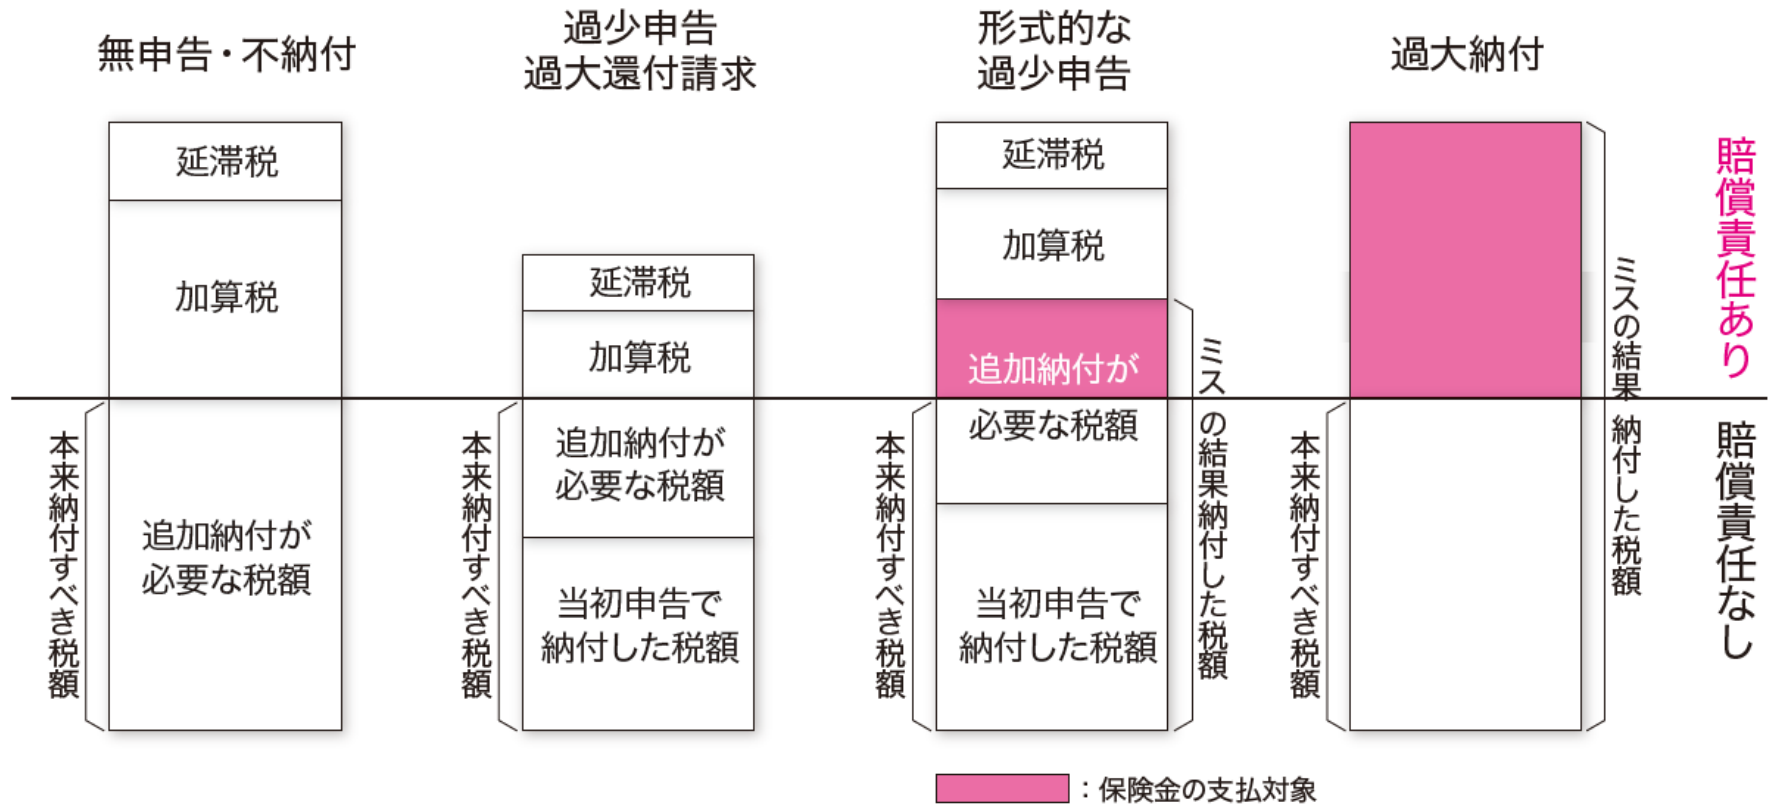 無申告・不納付
過少申告
過大還付請求
形式的な
過少申告
過大納付
延滞税
加算税
追加納付が
必要な税額
本来納付すべき税額
延滞税
加算税
追加納付が
必要な税額
当初申告で
納付した税額
本来納付すべき税額
延滞税
加算税
追加納付が
必要な税額
当初申告で
納付した税額
本来納付すべき税額
ミスの結果納付した税額
本来納付すべき税額
ミスの結果納付した税額
賠償責任あり
賠償責任なし
：保険金の支払対象